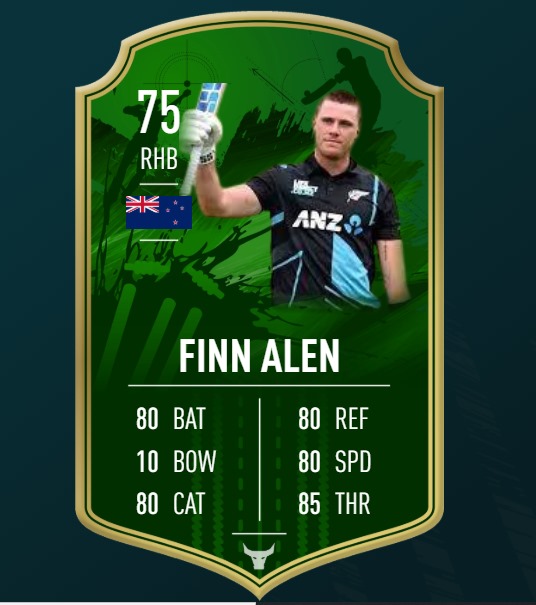 75
RHB
ANZ
FINN ALEN
80 BAT 80 REF
10 BOW 80 SPD
80 CAT 85 THR